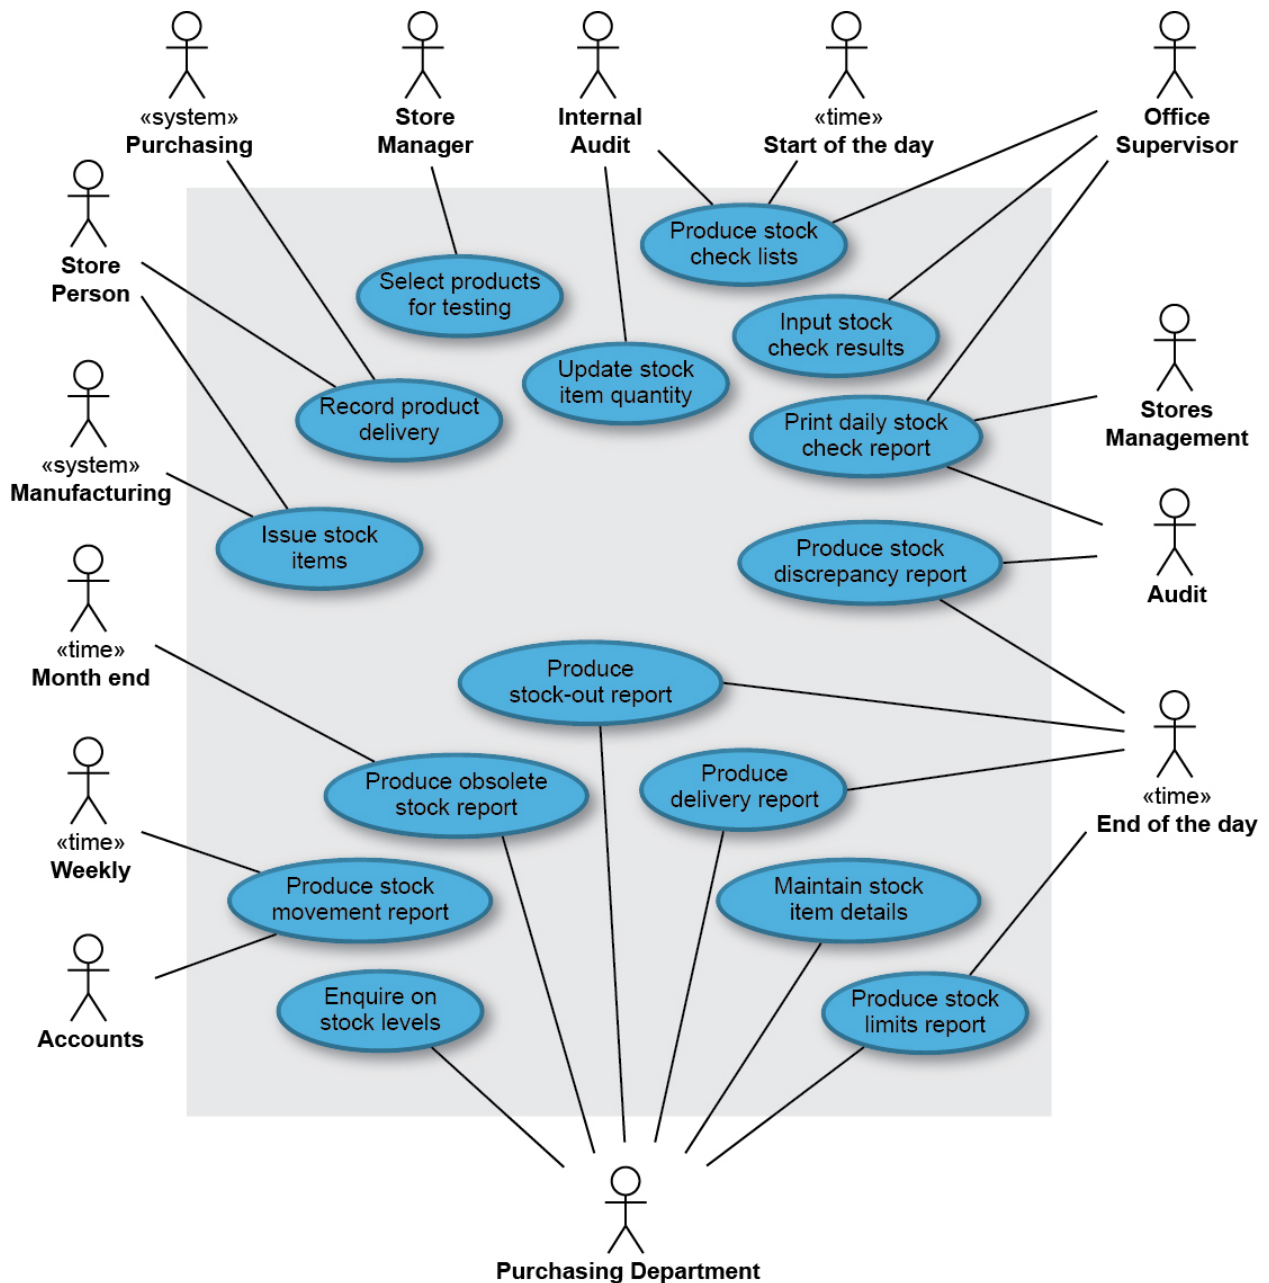 «system»
Purchasing
Store
Manager
Internal
Audit
«time»
Start of the day
Office
Supervisor
Store
Person
Produce stock
check lists
Select products
for testing
Input stock
check results
Update stock
item quantity
Record product
delivery
Print daily stock
check report
Stores
Management
«system»
Manufacturing
Issue stock
items
Produce stock
discrepancy report
Audit
«time»
Month end
Produce
stock-out report
Produce obsolete
stock report
Produce
delivery report
«time»
End of the day
«time»
Weekly
Produce stock
movement report
Maintain stock
item details
Accounts
Enquire on
stock levels
Produce stock
limits report
Purchasing Department